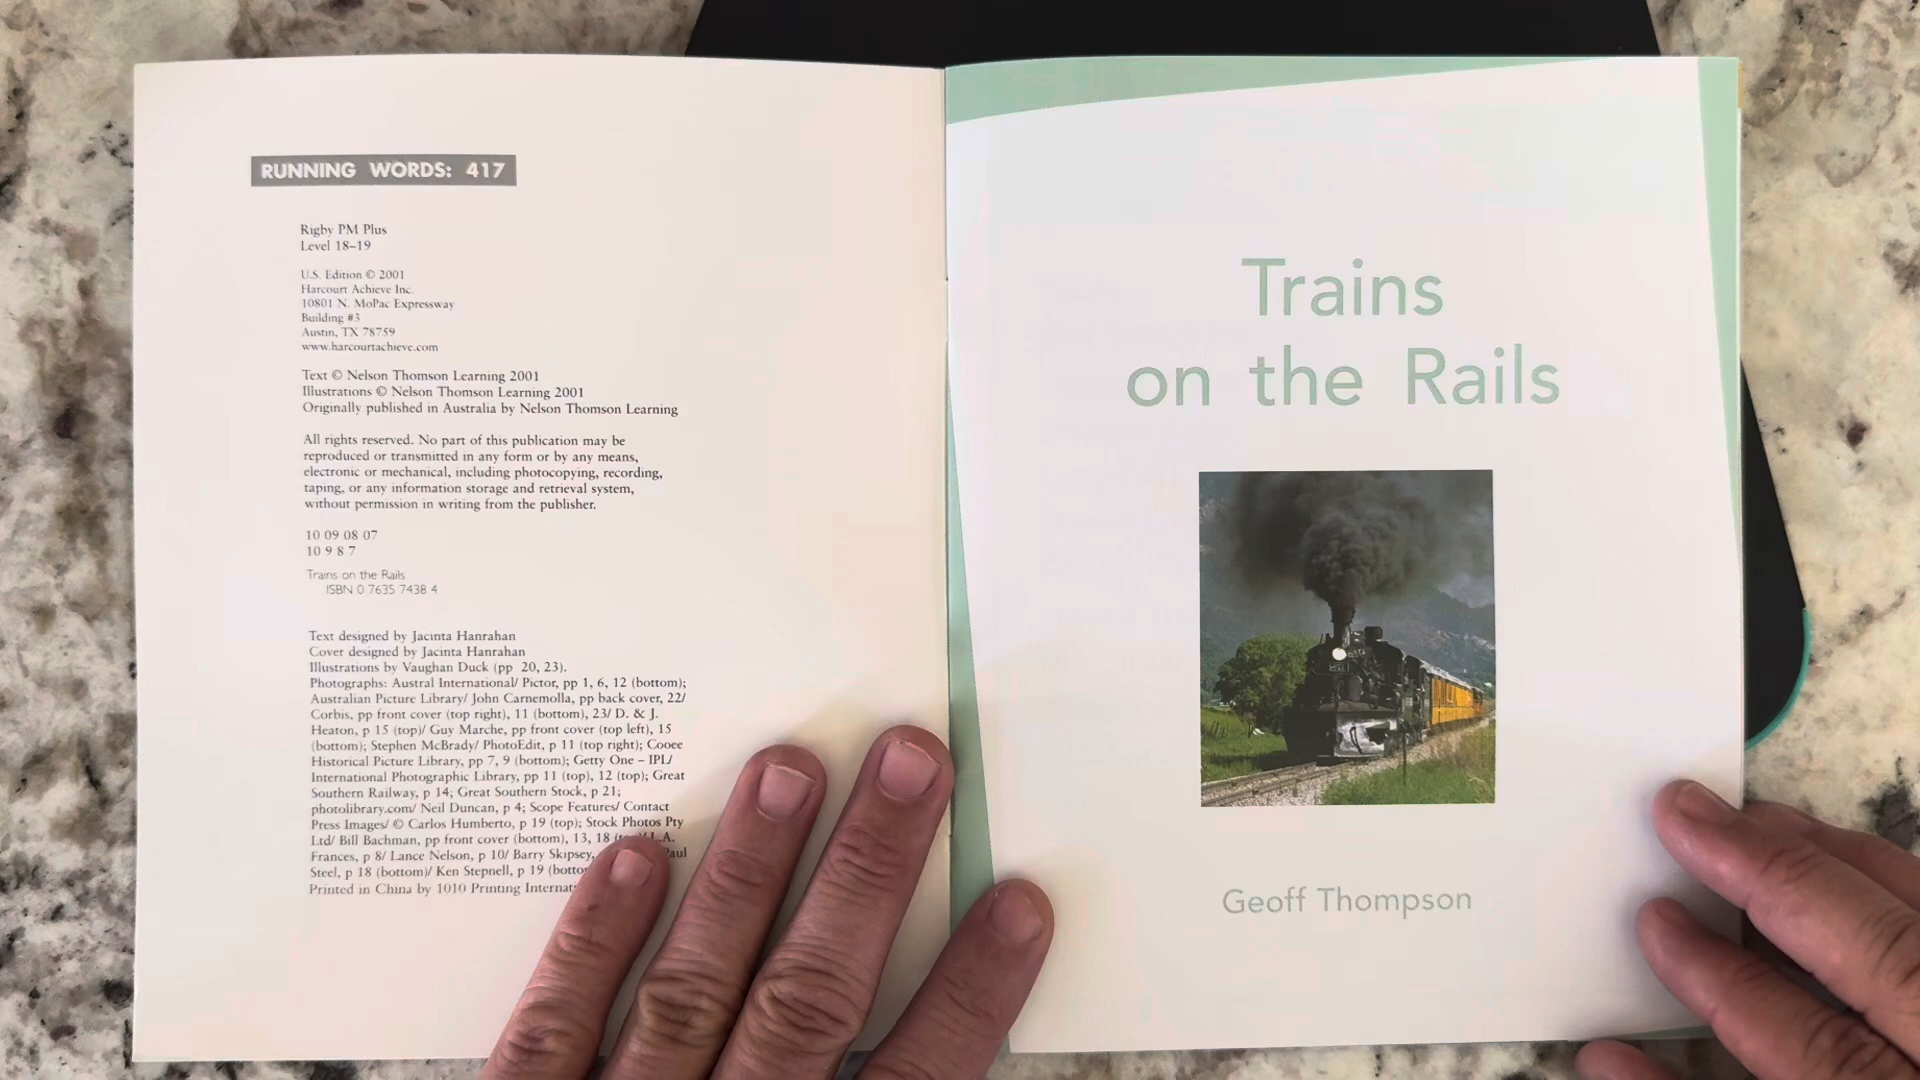 RUNNING WORDS: 417
Rigby PM Plus
Level 18–19
U.S. Edition © 2001
Harcourt Achieve Inc.
10801 N. MoPac Expressway
Building #3
Austin, TX 78759
www.harcourtachieve.com
Text © Nelson Thomson Learning 2001
Illustrations © Nelson Thomson Learning 2001
Originally published in Australia by Nelson Thomson Learning
All rights reserved. No part of this publication may be
reproduced or transmitted in any form or by any means,
electronic or mechanical, including photocopying, recording,
taping, or any information storage and retrieval system,
without permission in writing from the publisher.
10 09 08 07
10 9 8 7
Trains on the Rails
ISBN 0 7635 7438 4
Text designed by Jacinta Hanrahan
Cover designed by Jacinta Hanrahan
Illustrations by Vaughan Duck (pp 20, 23).
Photographs: Austral International/ Pictor, pp 1, 6, 12 (bottom);
Australian Picture Library/ John Carnemolla, pp back cover, 22/
Corbis, pp front cover (top right), 11 (bottom), 23/ D. & J.
Heaton, p 15 (top)/ Guy Marche, pp front cover (top left), 15
(bottom); Stephen McBrady/ PhotoEdit, p 11 (top right); Cooee
Historical Picture Library, pp 7, 9 (bottom); Getty One – IPL/
International Photographic Library, pp 11 (top), 12 (top); Great
Southern Railway, p 14; Great Southern Stock, p 21;
photolibrary.com/ Neil Duncan, p 4; Scope Features/ Contact
Press Images/ © Carlos Humberto, p 19 (top); Stock Photos Pty
Ltd/ Bill Bachman, pp front cover (bottom), 13, 18 L.A.
Frances, p 8/ Lance Nelson, p 10/ Barry Skipsey, Paul
Steel, p 18 (bottom)/ Ken Stepnell, p 19
Printed in China by 1010 Printing
Trains
on the Rails
Geoff Thompson